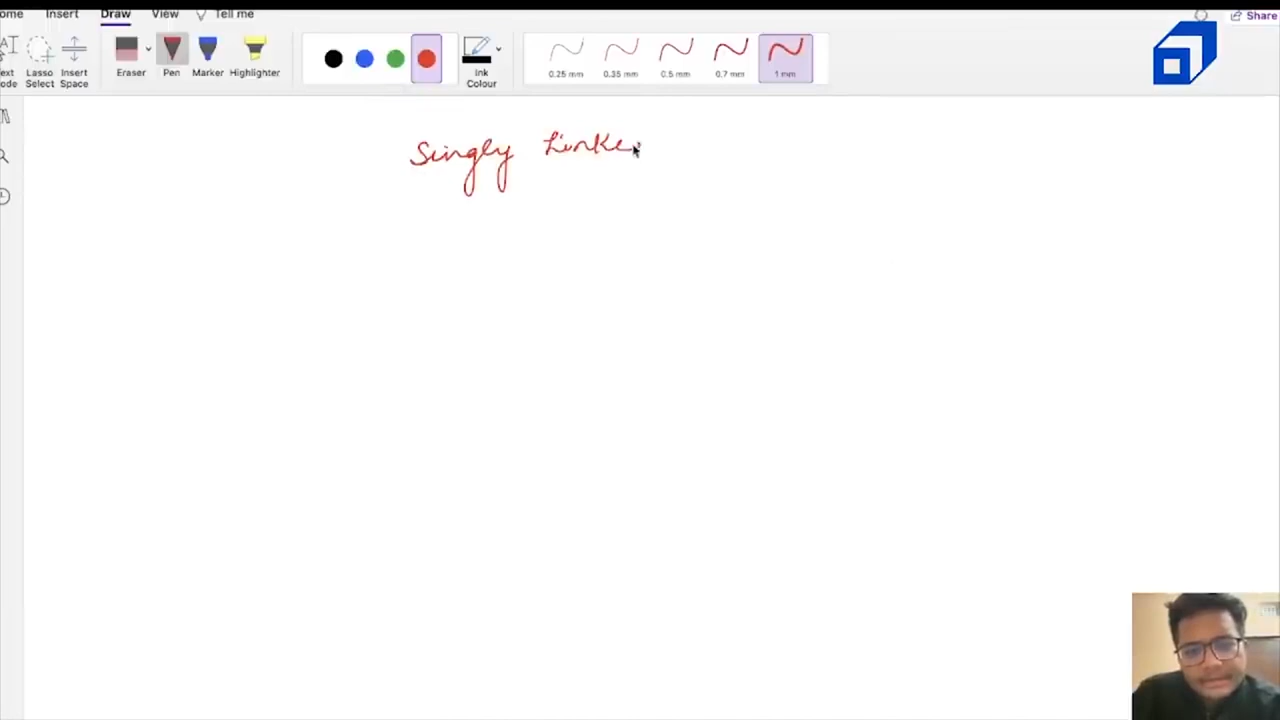 ome Insert Draw View Tell me Share
Eraser Pen Marker Highlighter
Lasso Select
Insert Space
Ink Colour
0.25 mm 0.35 mm 0.5 mm 0.7 mm 1 mm
Singly Linke